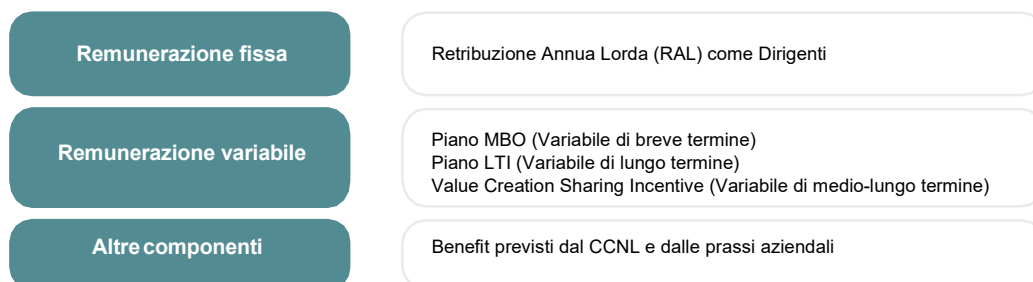 Remunerazione fissa
Retribuzione Annua Lorda (RAL) come Dirigenti
Remunerazione variabile
Piano MBO (Variabile di breve termine)
Piano LTI (Variabile di lungo termine)
Value Creation Sharing Incentive (Variabile di medio-lungo termine)
Altre componenti
Benefit previsti dal CCNL e dalle prassi aziendali